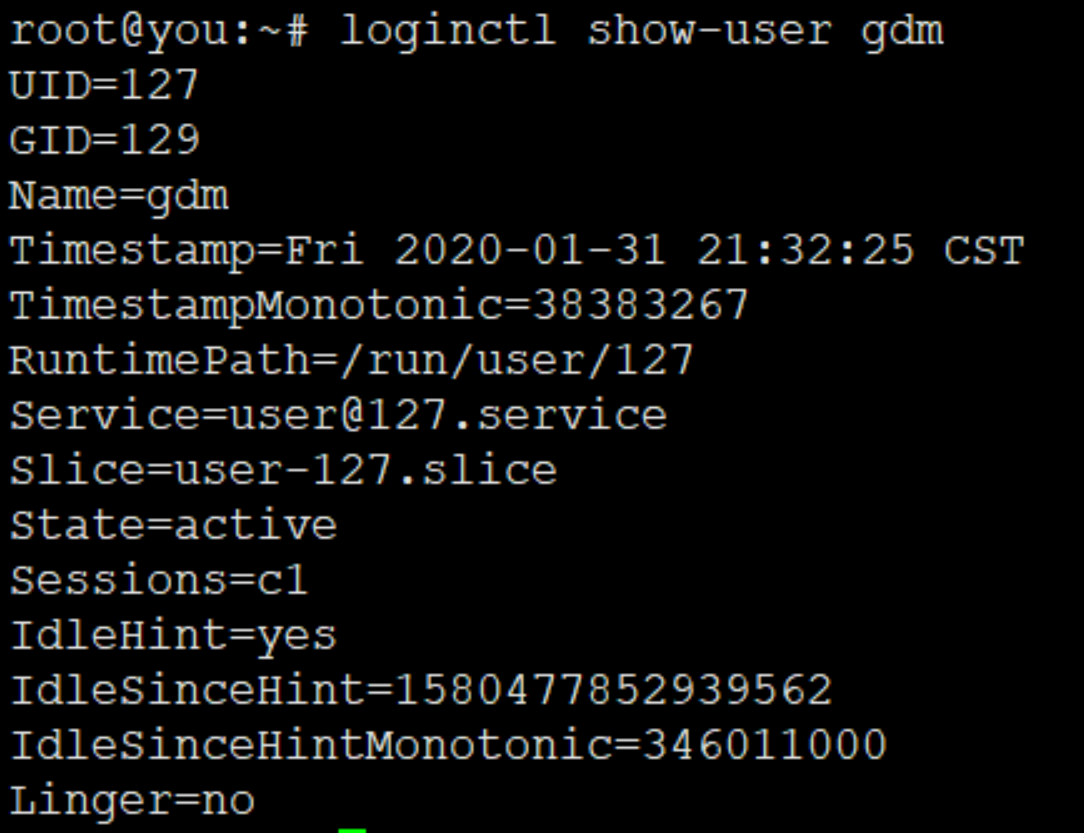 root@you:~# loginctl show-user gdm
UID=127
GID=129
Name=gdm
Timestamp=Fri 2020-01-31 21:32:25 CST
TimestampMonotonic=38383267
RuntimePath=/run/user/127
Service=user@127.service
Slice=user-127.slice
State=active
Sessions=c1
IdleHint=yes
IdleSinceHint=1580477852939562
IdleSinceHintMonotonic=346011000
Linger=no